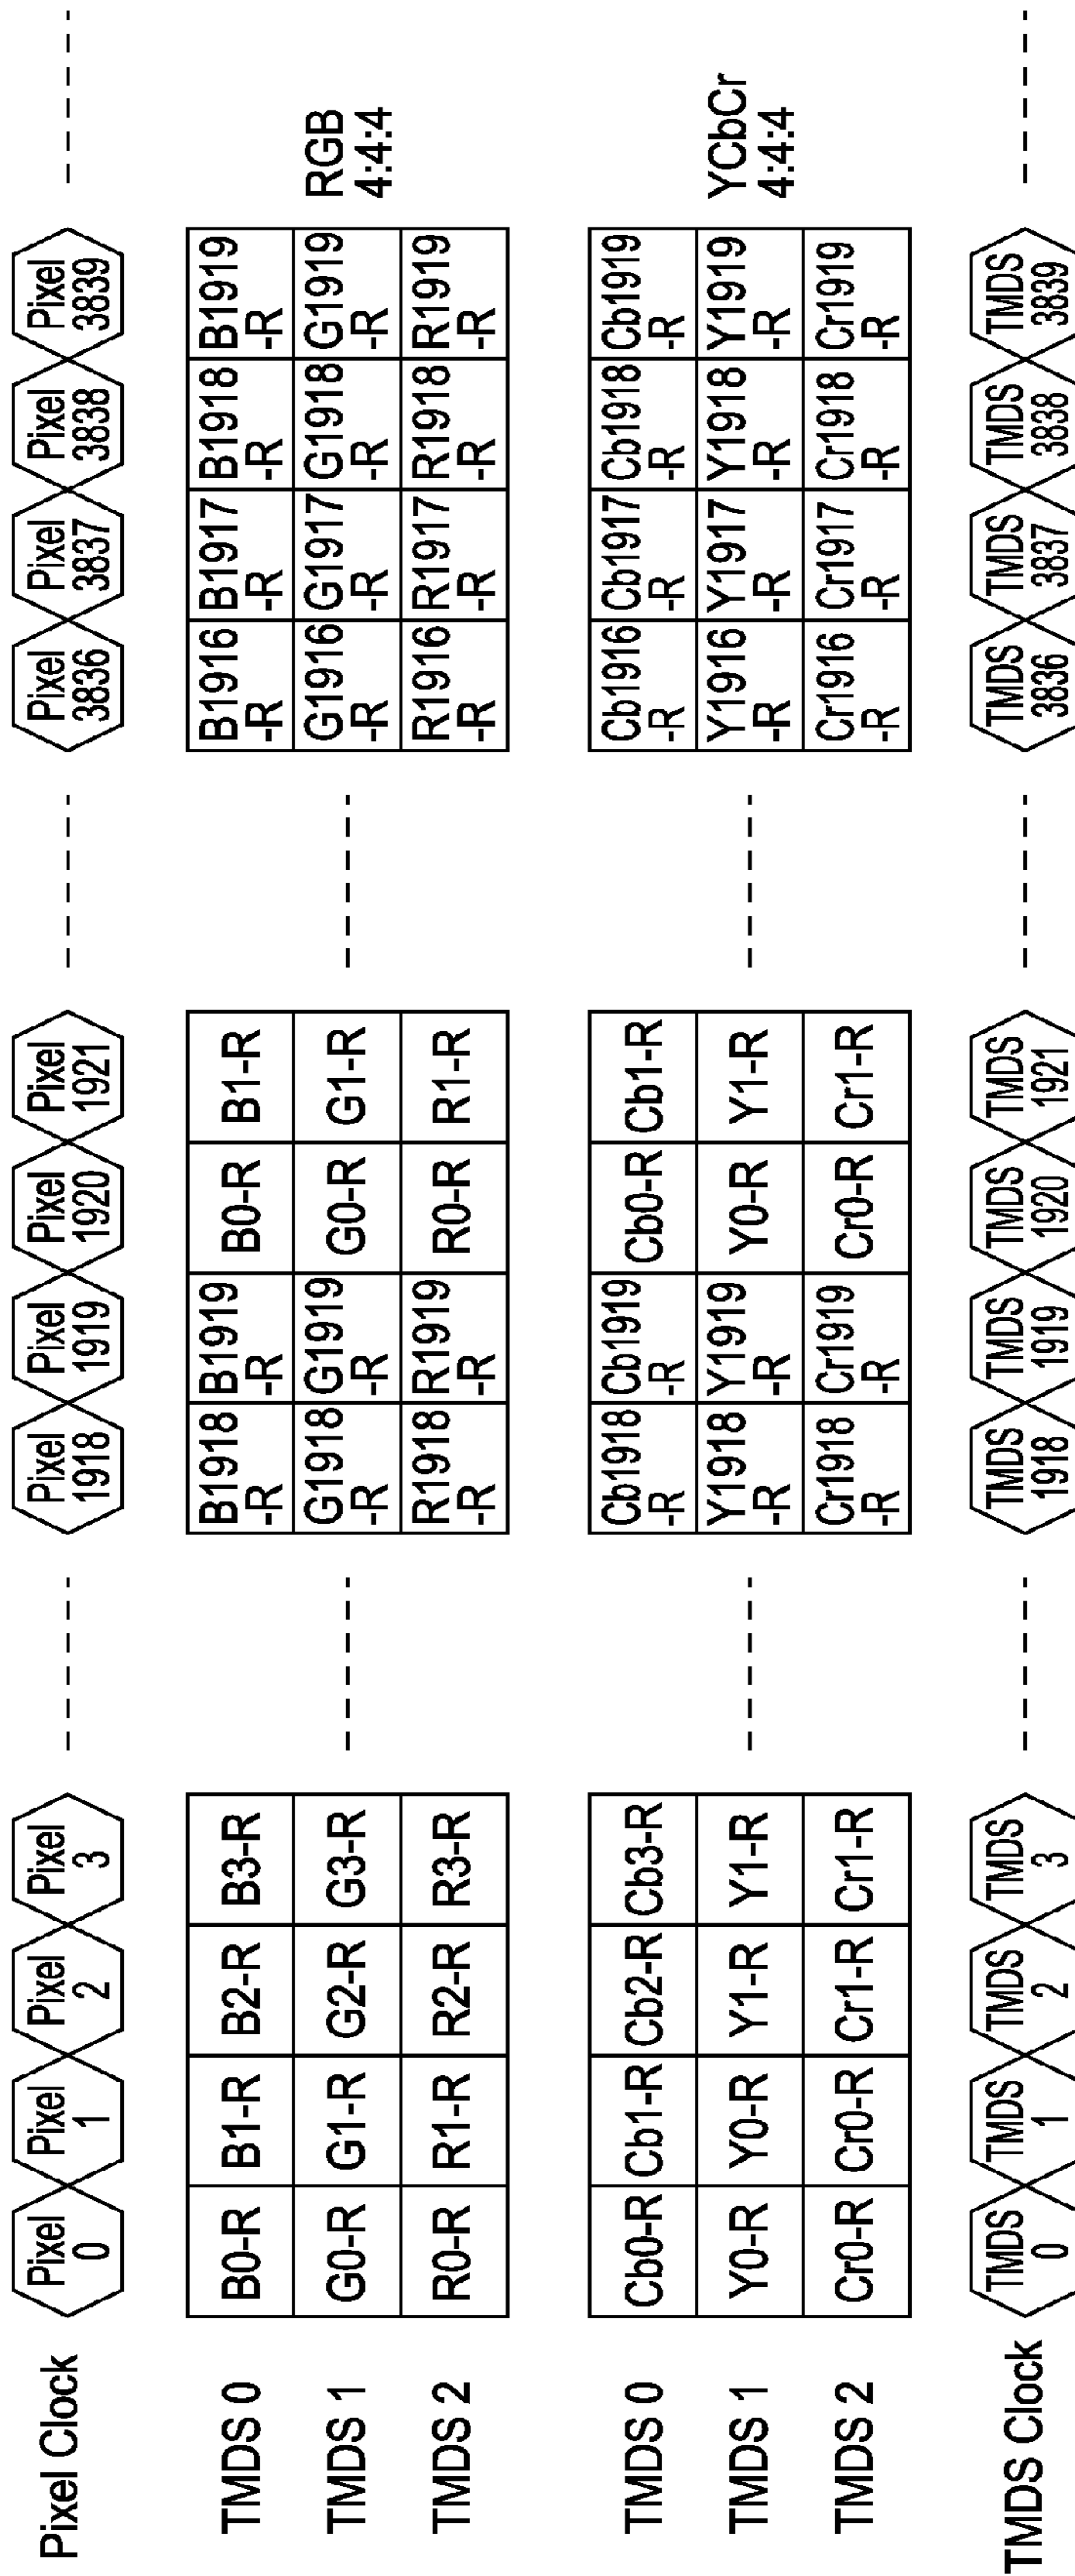 Pixel Clock
Pixel 0
Pixel 1
Pixel 2
Pixel 3
Pixel 1918
Pixel 1919
Pixel 1920
Pixel 1921
Pixel 3836
Pixel 3837
Pixel 3838
Pixel 3839
TMDS 0
B0-R
B1-R
B2-R
B3-R
B1918 -R
B1919 -R
B0-R
B1-R
B1916 -R
B1917 -R
B1918 -R
B1919 -R
TMDS 1
G0-R
G1-R
G2-R
G3-R
G1918 -R
G1919 -R
G0-R
G1-R
G1916 -R
G1917 -R
G1918 -R
G1919 -R
RGB
4:4:4
TMDS 2
R0-R
R1-R
R2-R
R3-R
R1918 -R
R1919 -R
R0-R
R1-R
R1916 -R
R1917 -R
R1918 -R
R1919 -R
TMDS 0
Cb0-R
Cb1-R
Cb2-R
Cb3-R
Cb1918 -R
Cb1919 -R
Cb0-R
Cb1-R
Cb1916 -R
Cb1917 -R
Cb1918 -R
Cb1919 -R
TMDS 1
Y0-R
Y0-R
Y1-R
Y1-R
Y1918 -R
Y1919 -R
Y0-R
Y1-R
Y1916 -R
Y1917 -R
Y1918 -R
Y1919 -R
YCbCr
4:4:4
TMDS 2
Cr0-R
Cr0-R
Cr1-R
Cr1-R
Cr1918 -R
Cr1919 -R
Cr0-R
Cr1-R
Cr1916 -R
Cr1917 -R
Cr1918 -R
Cr1919 -R
TMDS Clock
TMDS 0
TMDS 1
TMDS 2
TMDS 3
TMDS 1918
TMDS 1919
TMDS 1920
TMDS 1921
TMDS 3836
TMDS 3837
TMDS 3838
TMDS 3839